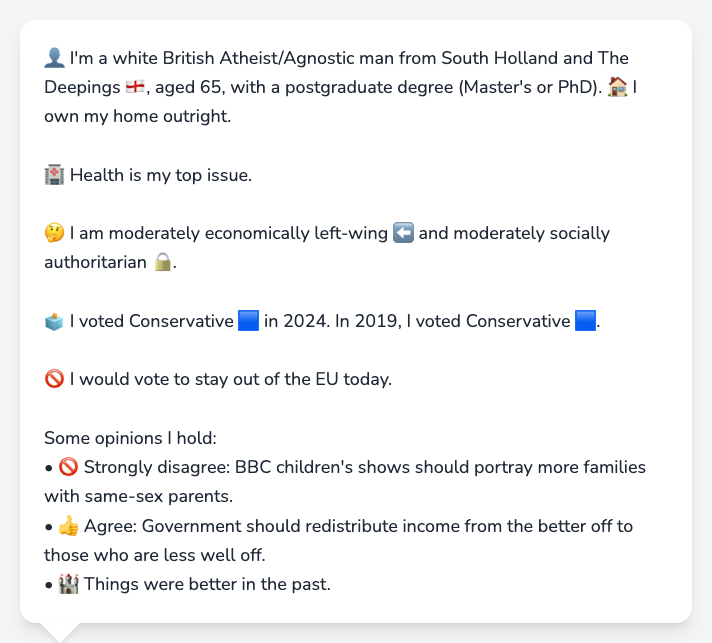 👤 I'm a white British Atheist/Agnostic man from South Holland and The
Deepings 🏴󠁧󠁢󠁥󠁮󠁧󠁿, aged 65, with a postgraduate degree (Master's or PhD). 🏠 I
own my home outright.
🏥 Health is my top issue.
🤔 I am moderately economically left-wing ⬅️ and moderately socially
authoritarian 🔒.
🗳️ I voted Conservative 🟦 in 2024. In 2019, I voted Conservative 🟦.
🚫 I would vote to stay out of the EU today.
Some opinions I hold:
• 🚫 Strongly disagree: BBC children's shows should portray more families
with same-sex parents.
• 👍 Agree: Government should redistribute income from the better off to
those who are less well off.
• 🏰 Things were better in the past.